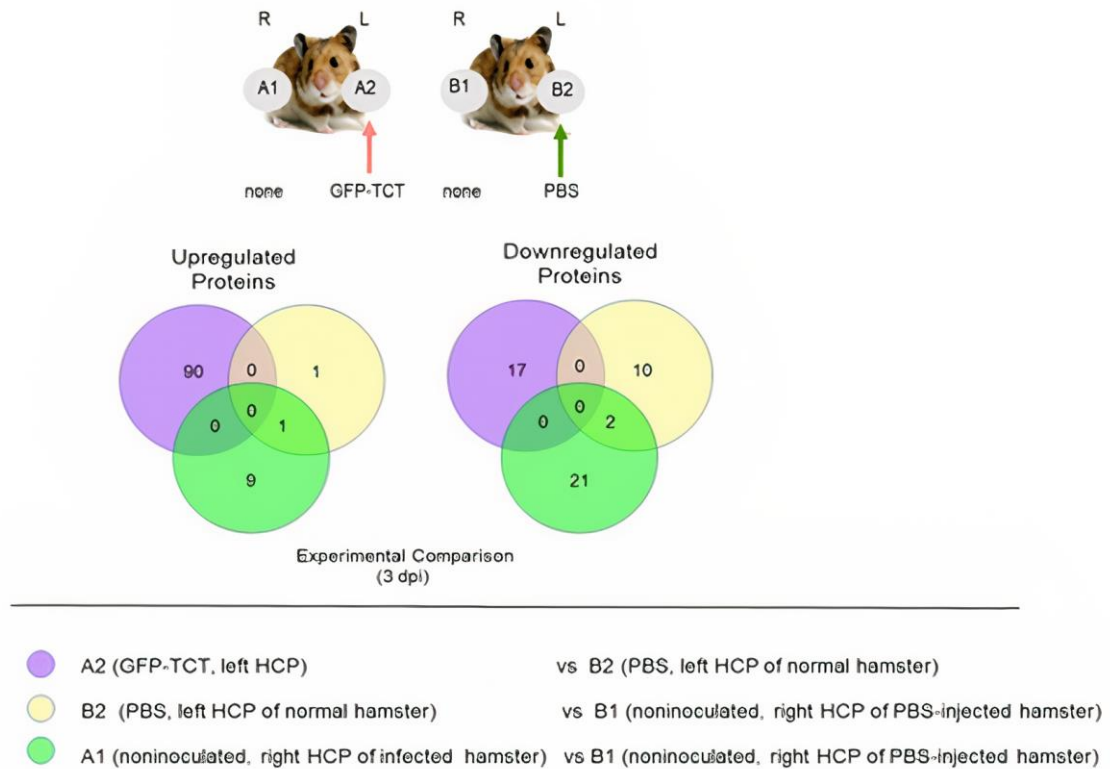 R L R L
A1 A2 B1 B2
none GFP-TCT none PBS
Upregulated
Proteins
Downregulated
Proteins
90 0 1
0
0 1
9
17 0 10
0
0 2
21
Experimental Comparison
(3 dpi)
A2 (GFP-TCT, left HCP) vs B2 (PBS, left HCP of normal hamster)
B2 (PBS, left HCP of normal hamster) vs B1 (noninoculated, right HCP of PBS-injected hamster)
A1 (noninoculated, right HCP of infected hamster) vs B1 (noninoculated, right HCP of PBS-injected hamster)